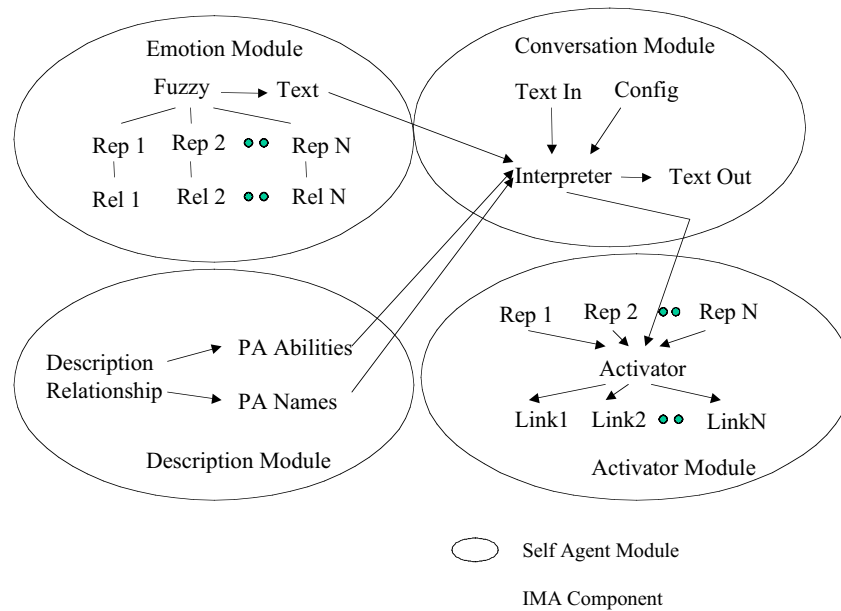 Emotion Module
Fuzzy Text
Rep 1 Rep 2 Rep N
Rel 1 Rel 2 Rel N
Conversation Module
Text In Config
Interpreter Text Out
Description
Relationship
PA Abilities
PA Names
Description Module
Rep 1 Rep 2 Rep N
Activator
Link1 Link2 LinkN
Activator Module
Self Agent Module
IMA Component